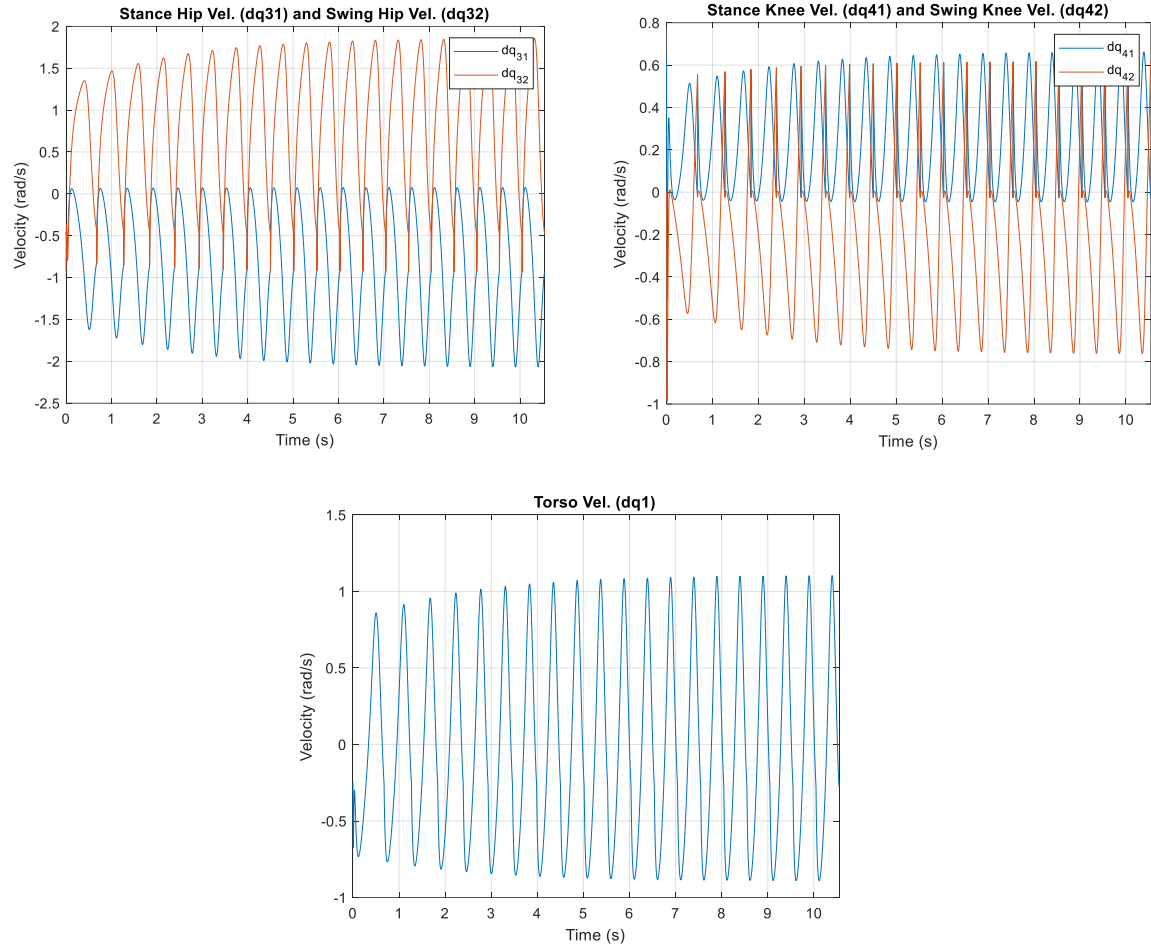 Stance Hip Vel. (dq31) and Swing Hip Vel. (dq32)
2
1.5
1
0.5
0
-0.5
-1
-1.5
-2
-2.5
Velocity (rad/s)
dq31
dq32
0 1 2 3 4 5 6 7 8 9 10
Time (s)
Stance Knee Vel. (dq41) and Swing Knee Vel. (dq42)
0.8
0.6
0.4
0.2
0
-0.2
-0.4
-0.6
-0.8
-1
Velocity (rad/s)
dq41
dq42
0 1 2 3 4 5 6 7 8 9 10
Time (s)
Torso Vel. (dq1)
1.5
1
0.5
0
-0.5
-1
Velocity (rad/s)
0 1 2 3 4 5 6 7 8 9 10
Time (s)